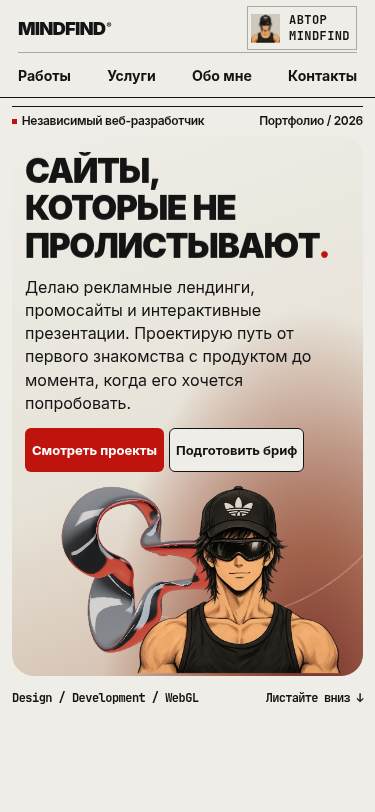 MINDFIND®
АВТОР
MINDFIND
Работы Услуги Обо мне Контакты
Независимый веб-разработчик Портфолио / 2026
САЙТЫ,
КОТОРЫЕ НЕ
ПРОЛИСТЫВАЮТ.
Делаю рекламные лендинги,
промосайты и интерактивные
презентации. Проектирую путь от
первого знакомства с продуктом до
момента, когда его хочется
попробовать.
Смотреть проекты Подготовить бриф
Design / Development / WebGL Листайте вниз ↓